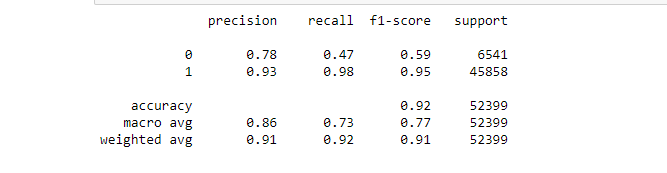 precision recall f1-score support
0 0.78 0.47 0.59 6541
1 0.93 0.98 0.95 45858
accuracy 0.92 52399
macro avg 0.86 0.73 0.77 52399
weighted avg 0.91 0.92 0.91 52399